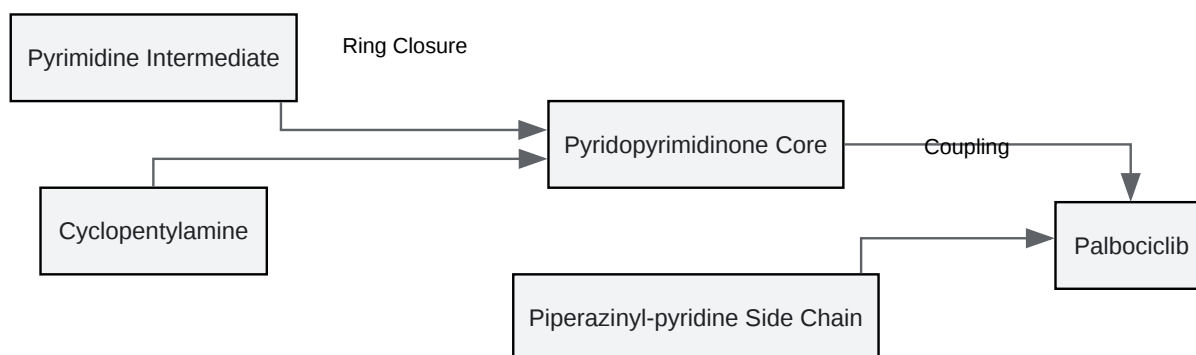 Pyrimidine Intermediate
Ring Closure
Pyridopyrimidinone Core
Coupling
Cyclopentylamine
Palbociclib
Piperazinyl-pyridine Side Chain